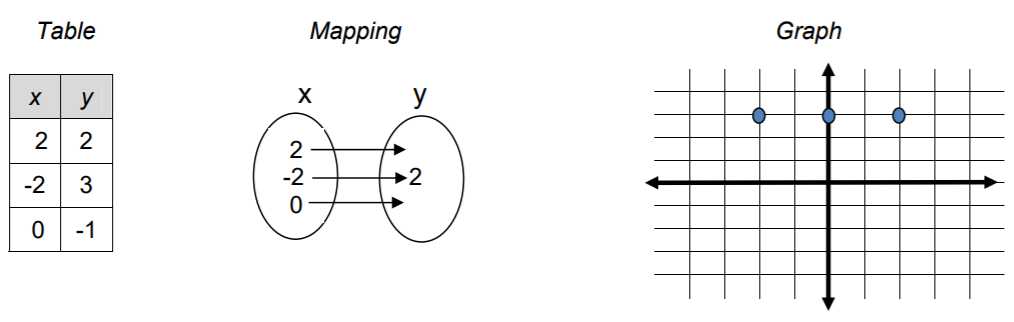 Table
Mapping
Graph
x y
2 2
-2 3
0 -1
x y
2
-2 2
0